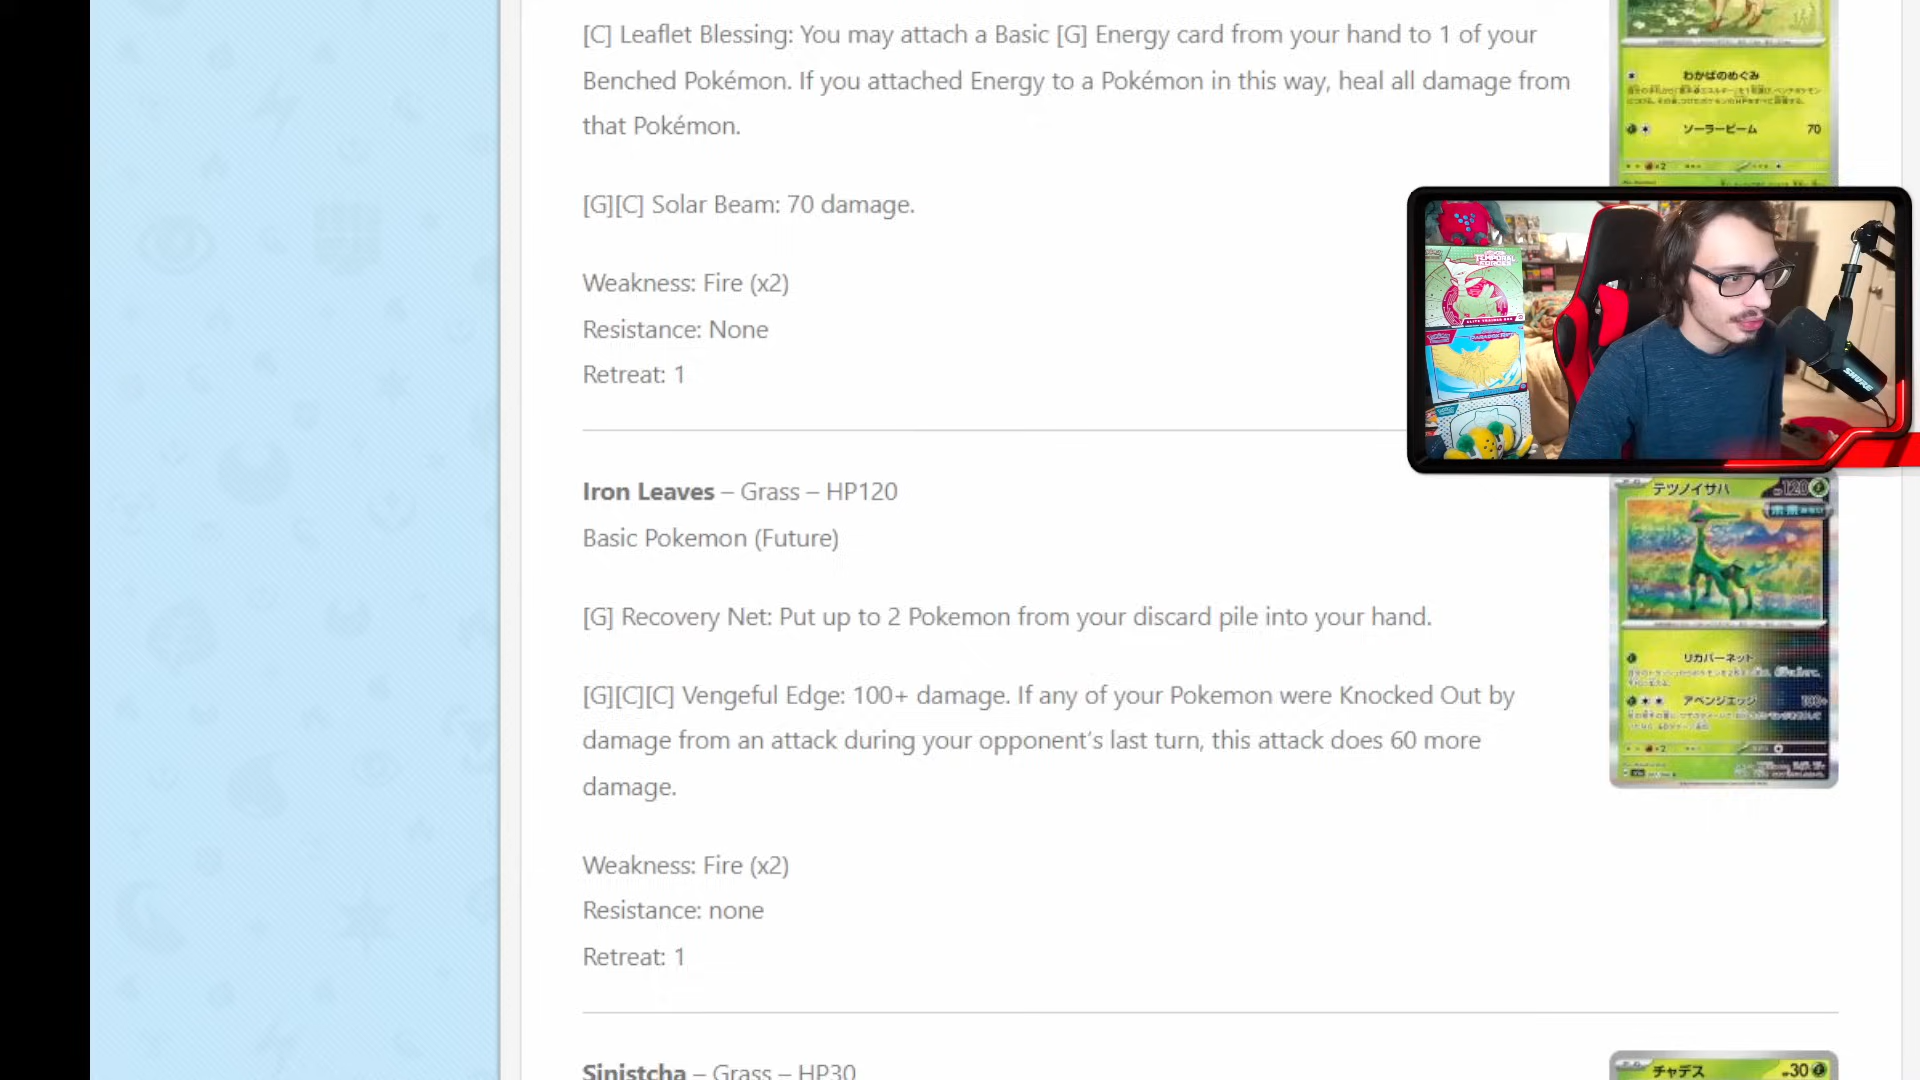 [C] Leaflet Blessing: You may attach a Basic [G] Energy card from your hand to 1 of your
Benched Pokémon. If you attached Energy to a Pokémon in this way, heal all damage from
that Pokémon.
わかばのめぐみ
ソーラービーム 70
[G][C] Solar Beam: 70 damage.
Weakness: Fire (x2)
Resistance: None
Retreat: 1
SHURE
Iron Leaves – Grass – HP120
Basic Pokemon (Future)
テツノイサハ 120
[G] Recovery Net: Put up to 2 Pokemon from your discard pile into your hand.
リカバーネット
[G][C][C] Vengeful Edge: 100+ damage. If any of your Pokemon were Knocked Out by
damage from an attack during your opponent's last turn, this attack does 60 more
damage.
アベンジエッジ 100+
Weakness: Fire (x2)
Resistance: none
Retreat: 1
Sinistcha – Grass – HP30
チャデス 30